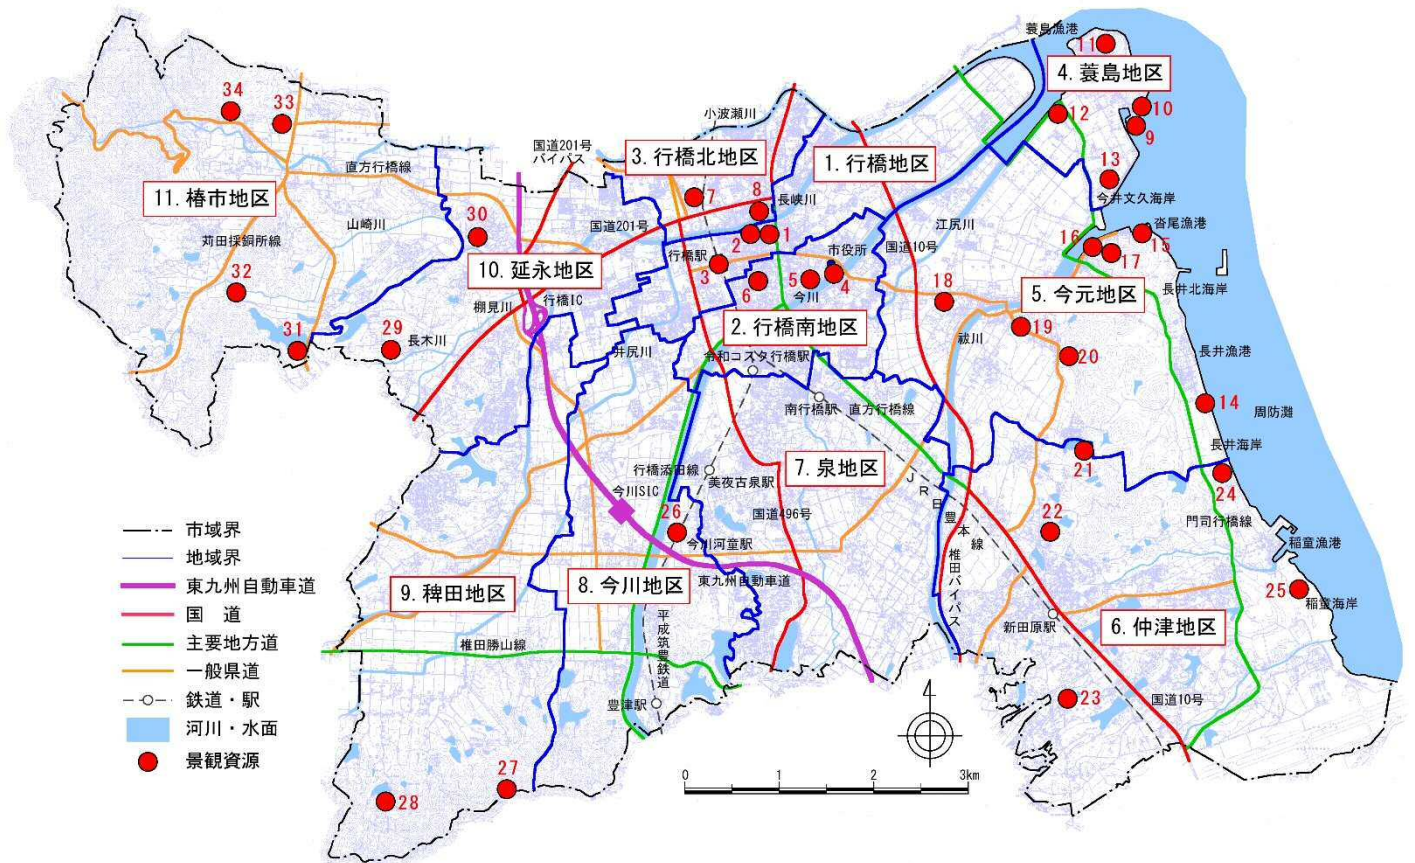 蓑島漁港
11
4. 蓑島地区
34
33
10
12
9
小波瀬川
国道201号
バイパス
3. 行橋北地区
1. 行橋地区
直方行橋線
13
今井文久海岸
11. 椿市地区
7
8
長峡川
山崎川
30
国道201号
江尻川
沓尾漁港
苅田採銅所線
2
1
市役所
国道10号
16
15
17
行橋駅
10. 延永地区
3
5
4
長井北海岸
32
6
今川
18
5. 今元地区
棚見川
行橋IC
2. 行橋南地区
祓川
19
31
29
長木川
井尻川
令和コスタ行橋駅
20
長井漁港
南行橋駅
直方行橋線
14
周防灘
長井海岸
21
行橋添田線
7. 泉地区
美夜古泉駅
24
今川SIC
JR日豊本線
市域界
26
国道496号
22
門司行橋線
地域界
今川河童駅
稲童漁港
東九州自動車道
9. 稗田地区
8. 今川地区
東九州自動車道
椎田バイパス
25
稲童海岸
国　道
新田原駅
6. 仲津地区
主要地方道
椎田勝山線
平成筑豊鉄道
一般県道
鉄道・駅
豊津駅
23
国道10号
河川・水面
4
景観資源
27
0
1
2
3km
28